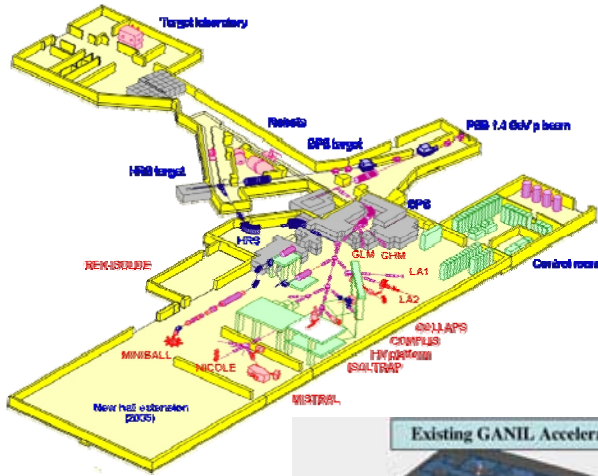 Target laboratory
Robots
GPS target
PSB 1.4 GeV p beam
HRS target
GPS
HRS
GLM
GHM
REX-ISOLDE
LA1
Control room
LA2
COLLAPS
COMPLIS
HV platform
MINIBALL
NICOLE
ISOLTRAP
MISTRAL
New hall extension
(2005)
Existing GANIL Accelera